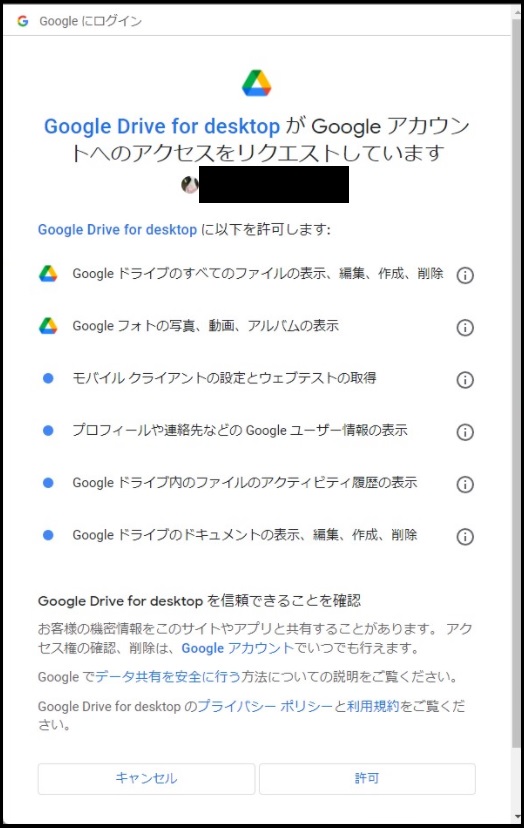 Google にログイン
Google Drive for desktop が Google アカウン
トへのアクセスをリクエストしています
Google Drive for desktop に以下を許可します:
Google ドライブのすべてのファイルの表示、編集、作成、削除
Google フォトの写真、動画、アルバムの表示
モバイル クライアントの設定とウェブテストの取得
プロフィールや連絡先などの Google ユーザー情報の表示
Google ドライブ内のファイルのアクティビティ履歴の表示
Google ドライブのドキュメントの表示、編集、作成、削除
Google Drive for desktop を信頼できることを確認
お客様の機密情報をこのサイトやアプリと共有することがあります。 アク
セス権の確認、削除は、Google アカウントでいつでも行えます。
Google でデータ共有を安全に行う方法についての説明をご覧ください。
Google Drive for desktop のプライバシー ポリシーと利用規約をご覧くだ
さい。
キャンセル
許可